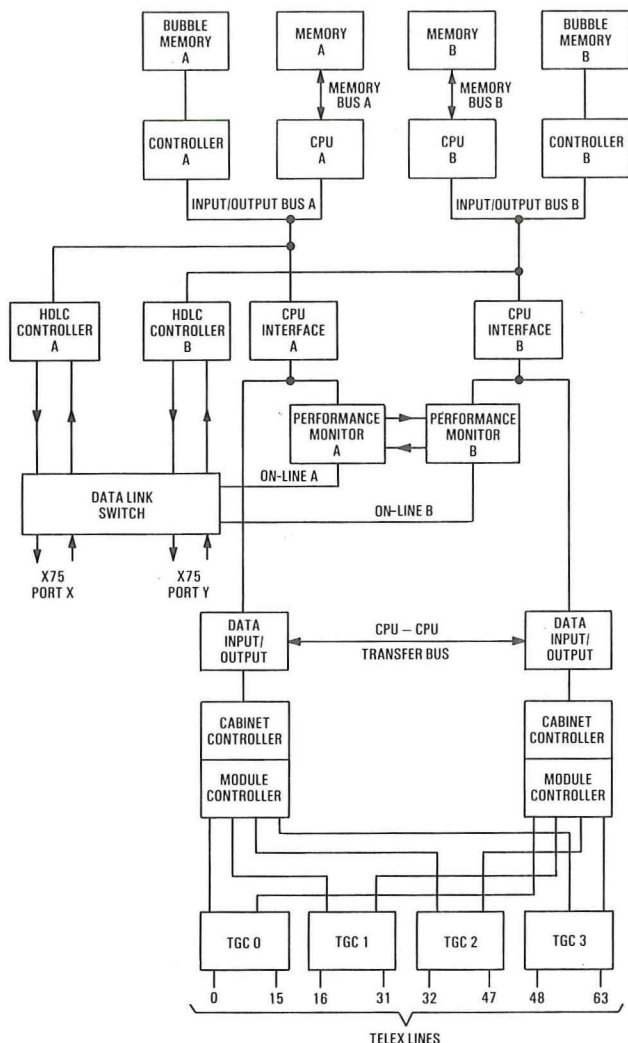 BUBBLE MEMORY A
MEMORY A
MEMORY B
BUBBLE MEMORY B
MEMORY BUS A
MEMORY BUS B
CONTROLLER A
CPU A
CPU B
CONTROLLER B
INPUT/OUTPUT BUS A
INPUT/OUTPUT BUS B
HDLC CONTROLLER A
HDLC CONTROLLER B
CPU INTERFACE A
CPU INTERFACE B
PERFORMANCE MONITOR A
PERFORMANCE MONITOR B
ON-LINE A
DATA LINK SWITCH
ON-LINE B
X75 PORT X
X75 PORT Y
DATA INPUT/ OUTPUT
CPU – CPU
TRANSFER BUS
DATA INPUT/ OUTPUT
CABINET CONTROLLER
CABINET CONTROLLER
MODULE CONTROLLER
MODULE CONTROLLER
TGC 0
TGC 1
TGC 2
TGC 3
0 15 16 31 32 47 48 63
TELEX LINES